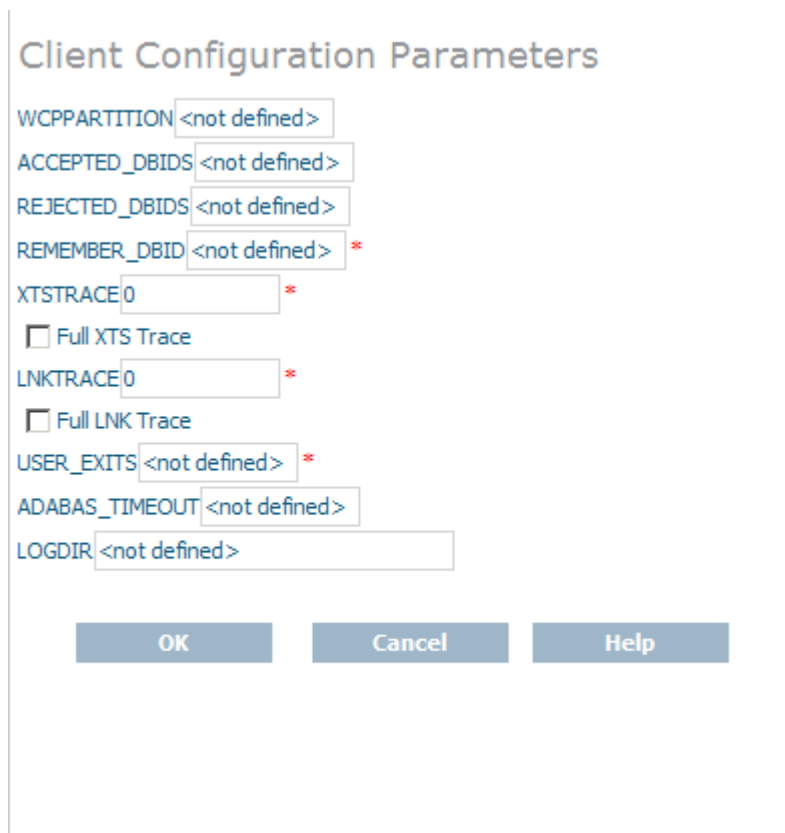 Client Configuration Parameters
WCPPARTITION <not defined>
ACCEPTED_DBIDS <not defined>
REJECTED_DBIDS <not defined>
REMEMBER_DBID <not defined> *
XTSTRACE 0 *
Full XTS Trace
LNKTRACE 0 *
Full LNK Trace
USER_EXITS <not defined> *
ADABAS_TIMEOUT <not defined>
LOGDIR <not defined>
OK Cancel Help